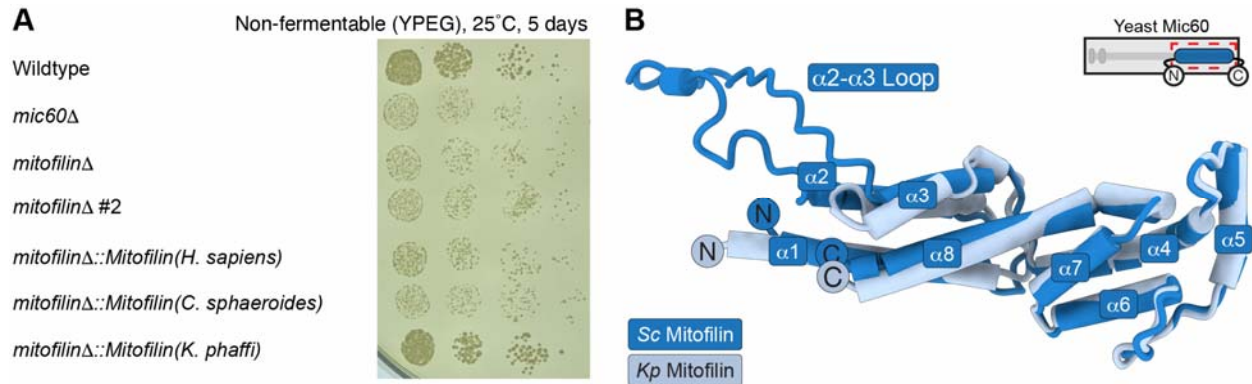 A
Non-fermentable (YPEG), 25˚C, 5 days
Wildtype
mic60Δ
mitofilinΔ
mitofilinΔ #2
mitofilinΔ::Mitofilin(H. sapiens)
mitofilinΔ::Mitofilin(C. sphaeroides)
mitofilinΔ::Mitofilin(K. phaffi)
B
Yeast Mic60
N
C
α2-α3 Loop
α2
α3
N
N
α1
C
C
α8
α7
α4
α5
α6
Sc Mitofilin
Kp Mitofilin